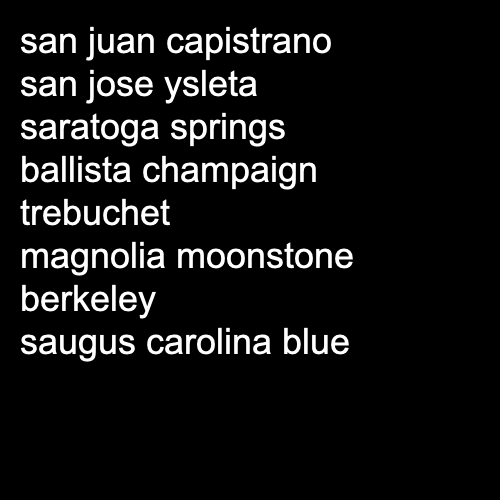 san juan capistrano
san jose ysleta
saratoga springs
ballista champaign
trebuchet
magnolia moonstone
berkeley
saugus carolina blue